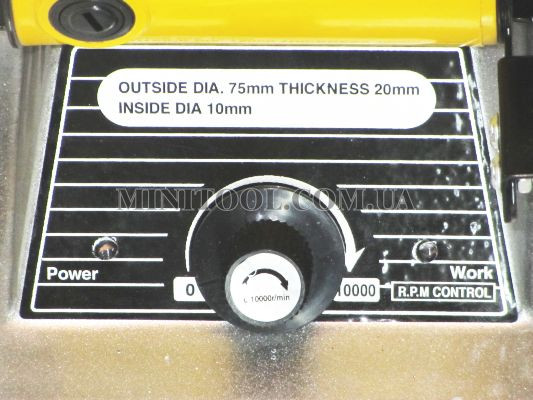 OUTSIDE DIA. 75mm THICKNESS 20mm
INSIDE DIA 10mm
MINITOOL.COM.UA
Power
Work
0
10000
R.P.M CONTROL
10000r/min